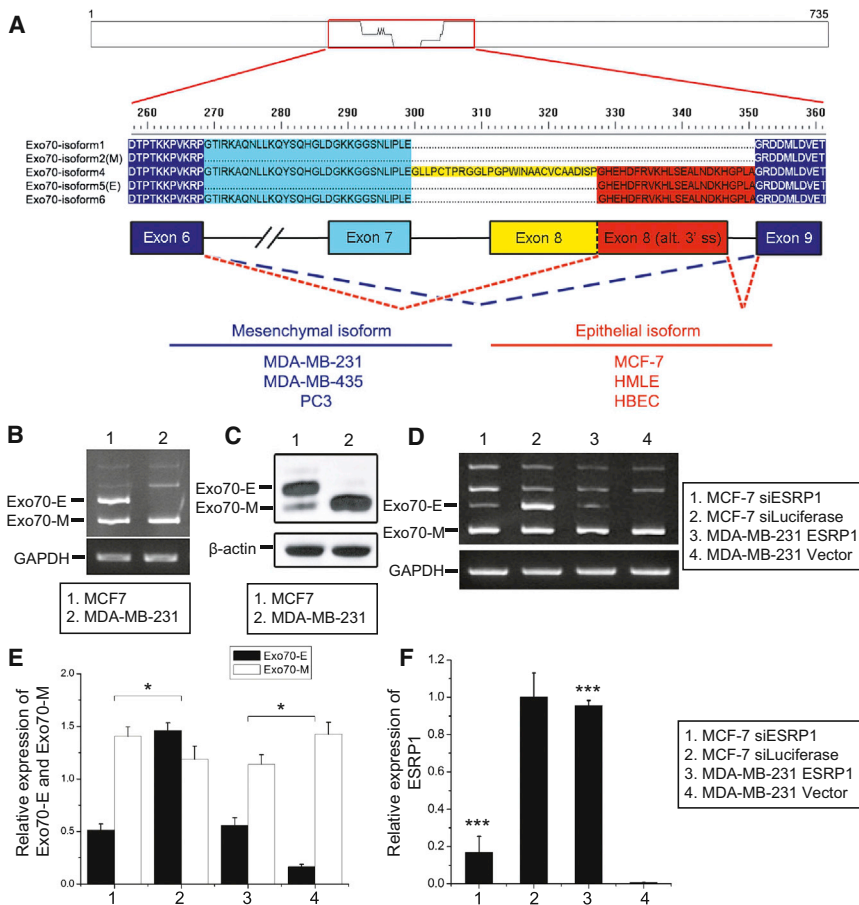 A
1 735
260 270 280 290 300 310 320 330 340 350 360
Exo70-isoform1 DTPTKKPVKRPGTIRKAQNLLKQYSQHGLDGKKGGSNLIPLE GRDDMLDVET
Exo70-isoform2(M) DTPTKKPVKRP GRDDMLDVET
Exo70-isoform4 DTPTKKPVKRPGTIRKAQNLLKQYSQHGLDGKKGGSNLIPLEGLLPCTPRGGLPGPWINAACVCAADISPGHEHDFRVKHLSEALNDKHGPLAGRDDMLDVET
Exo70-isoform5(E) DTPTKKPVKRP GHEHDFRVKHLSEALNDKHGPLAGRDDMLDVET
Exo70-isoform6 DTPTKKPVKRPGTIRKAQNLLKQYSQHGLDGKKGGSNLIPLE GHEHDFRVKHLSEALNDKHGPLAGRDDMLDVET
Exon 6 Exon 7 Exon 8 Exon 8 (alt. 3' ss) Exon 9
Mesenchymal isoform Epithelial isoform
MDA-MB-231 MCF-7
MDA-MB-435 HMLE
PC3 HBEC
B
1 2
Exo70-E
Exo70-M
GAPDH
1. MCF7
2. MDA-MB-231
C
1 2
Exo70-E
Exo70-M
β-actin
1. MCF7
2. MDA-MB-231
D
1 2 3 4
Exo70-E
Exo70-M
GAPDH
1. MCF-7 siESRP1
2. MCF-7 siLuciferase
3. MDA-MB-231 ESRP1
4. MDA-MB-231 Vector
E
Exo70-E
Exo70-M
Relative expression of
Exo70-E and Exo70-M
2.0
1.5
1.0
0.5
0.0
* *
1 2 3 4
F
Relative expression of
ESRP1
1.2
1.0
0.8
0.6
0.4
0.2
0.0
*** ***
1 2 3 4
1. MCF-7 siESRP1
2. MCF-7 siLuciferase
3. MDA-MB-231 ESRP1
4. MDA-MB-231 Vector